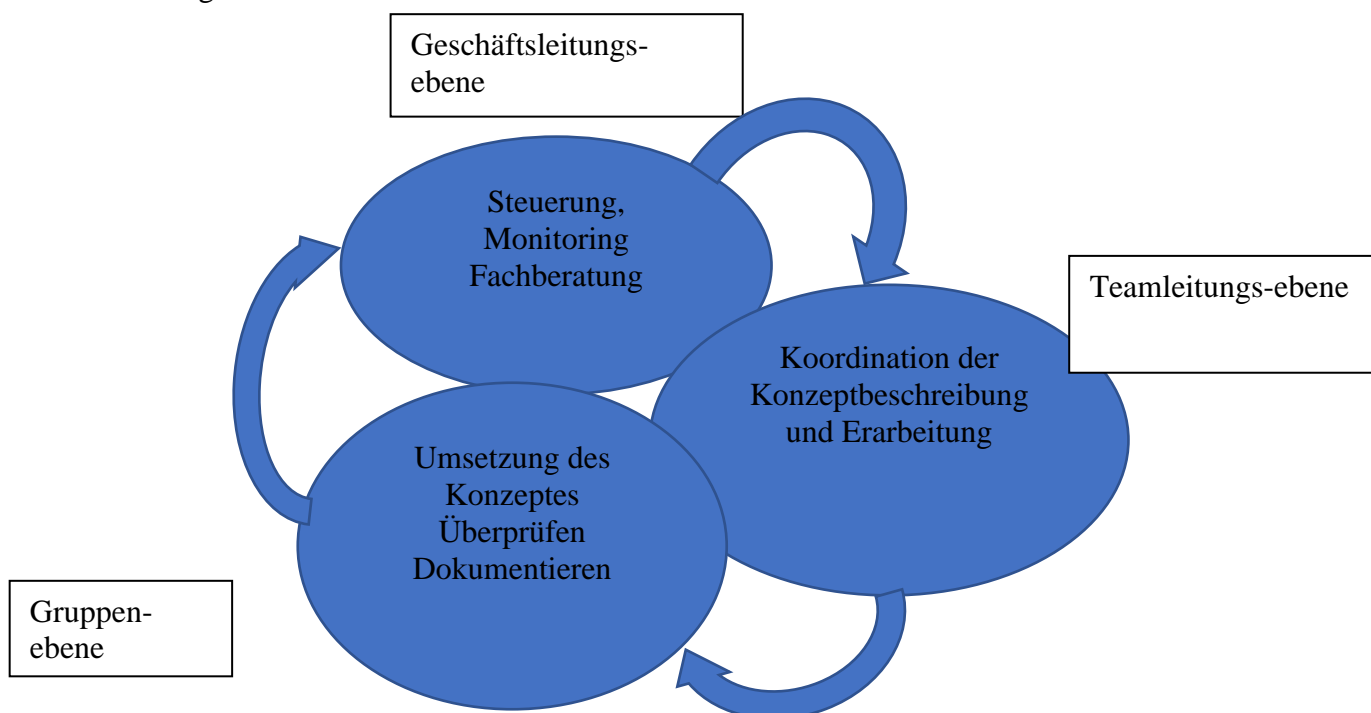 Geschäftsleitungs-
ebene
Steuerung,
Monitoring
Fachberatung
Teamleitungs-ebene
Koordination der
Konzeptbeschreibung
und Erarbeitung
Umsetzung des
Konzeptes
Überprüfen
Dokumentieren
Gruppen-
ebene